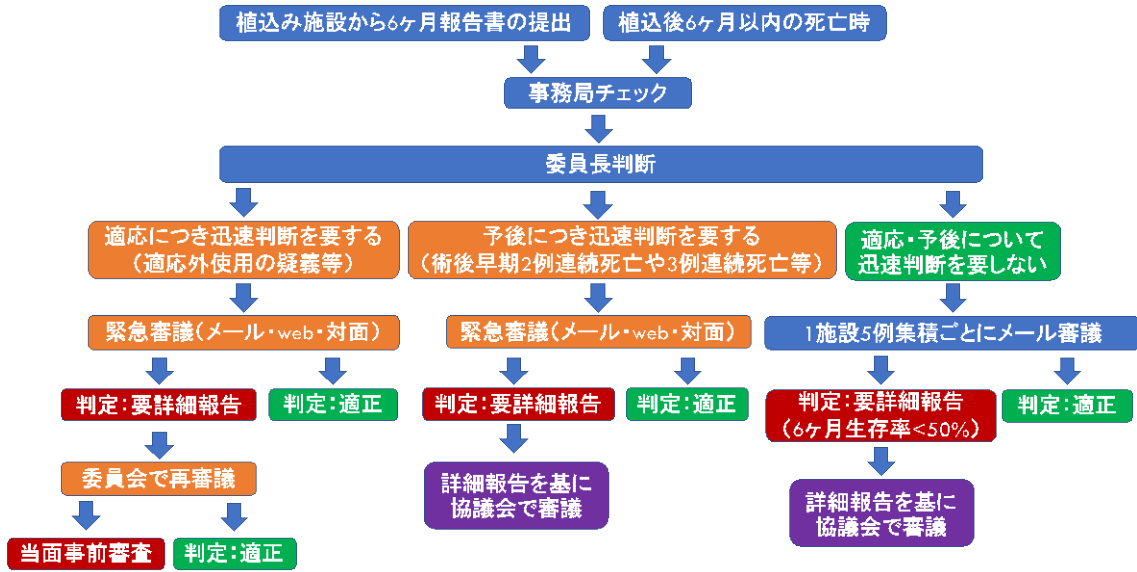 植込み施設から6ヶ月報告書の提出
植込後6ヶ月以内の死亡時
事務局チェック
委員長判断
適応につき迅速判断を要する
（適応外使用の疑義等）
予後につき迅速判断を要する
（術後早期2例連続死亡や3例連続死亡等）
適応・予後について
迅速判断を要しない
緊急審議（メール・web・対面）
緊急審議（メール・web・対面）
1施設5例集積ごとにメール審議
判定：要詳細報告
判定：適正
判定：要詳細報告
判定：適正
判定：要詳細報告
（6ヶ月生存率<50%）
判定：適正
委員会で再審議
詳細報告を基に
協議会で審議
詳細報告を基に
協議会で審議
当面事前審査
判定：適正